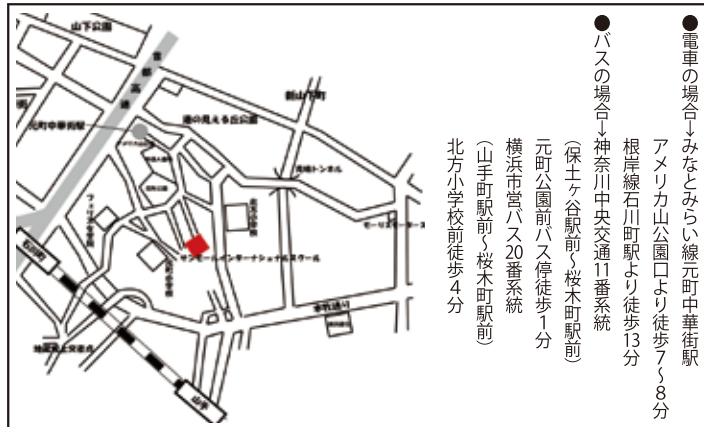 ●電車の場合→みなとみらい線元町中華街駅
アメリカ山公園口より徒歩7~8分
根岸線石川町駅より徒歩13分
●バスの場合→神奈川中央交通11番系統
(保土ヶ谷駅前~桜木町駅前)
元町公園前バス停徒歩1分
横浜市営バス20番系統
(山手町駅前~桜木町駅前)
北方小学校前徒歩4分
山下公園
首都高速
新山下町
元町中華街駅
港の見える丘公園
サンモールインターナショナルスクール
本牧通り
石川町
山手